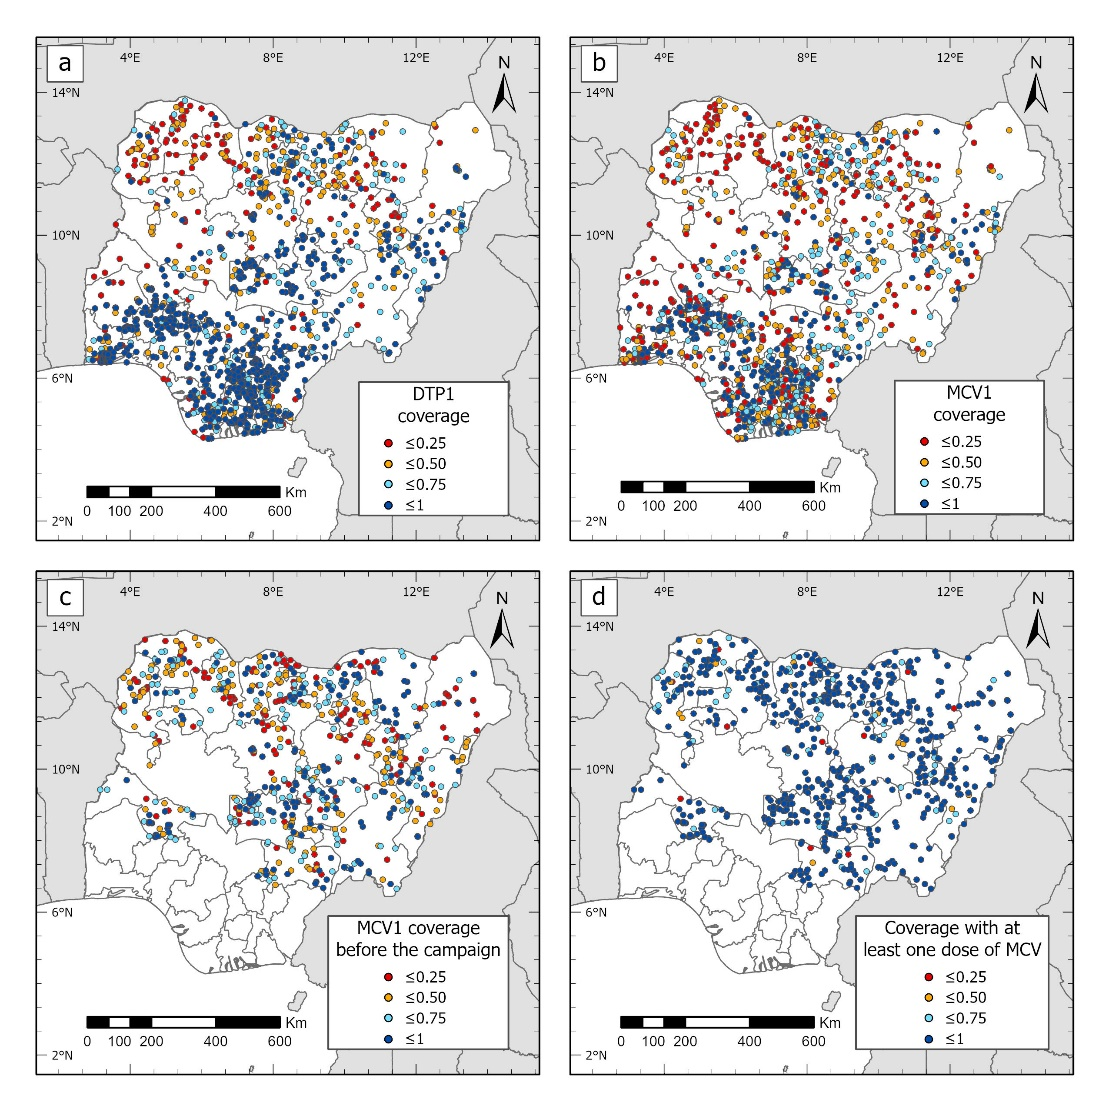 a
4°E
8°E
12°E
N
14°N
10°N
6°N
2°N
DTP1
coverage
≤0.25
≤0.50
≤0.75
≤1
Km
0 100 200 400 600
b
4°E
8°E
12°E
N
14°N
10°N
6°N
2°N
MCV1
coverage
≤0.25
≤0.50
≤0.75
≤1
Km
0 100 200 400 600
c
4°E
8°E
12°E
N
14°N
10°N
6°N
2°N
MCV1 coverage
before the campaign
≤0.25
≤0.50
≤0.75
≤1
Km
0 100 200 400 600
d
4°E
8°E
12°E
N
14°N
10°N
6°N
2°N
Coverage with at
least one dose of MCV
≤0.25
≤0.50
≤0.75
≤1
Km
0 100 200 400 600